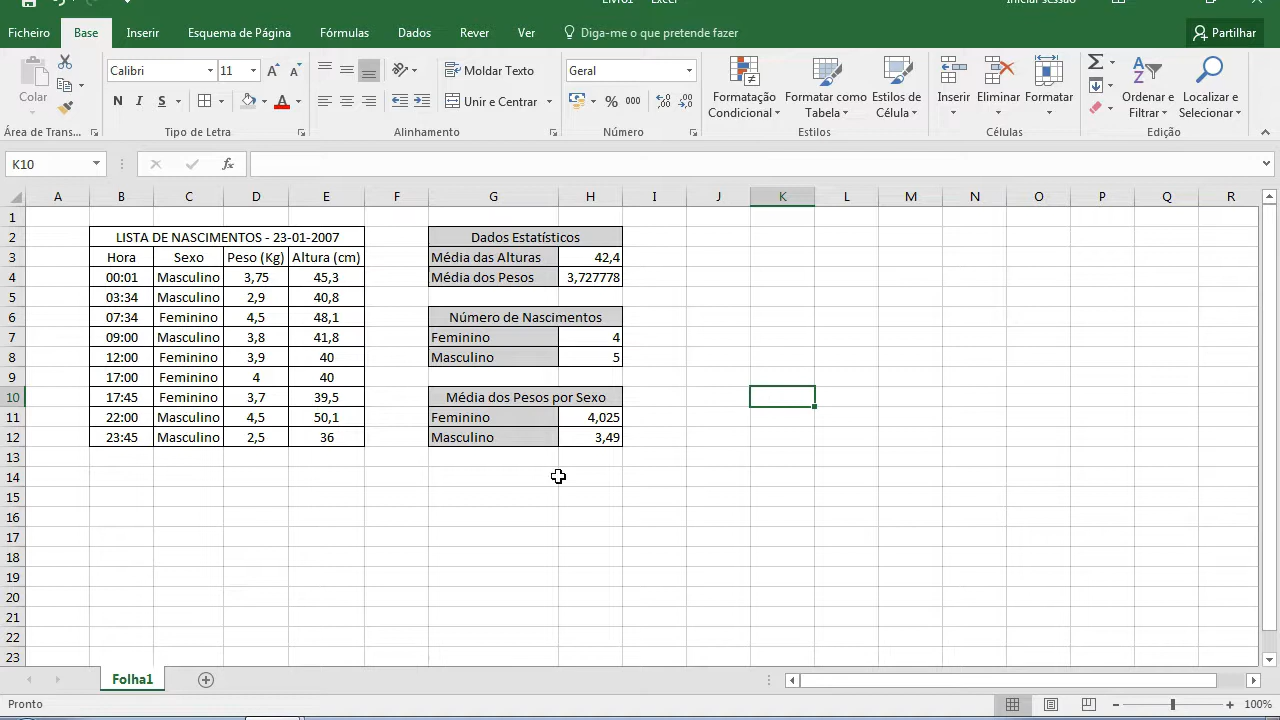 Livro1 - Excel
Iniciar sessão
Ficheiro Base Inserir Esquema de Página Fórmulas Dados Rever Ver Diga-me o que pretende fazer Partilhar
Colar
Calibri 11
N I S
Moldar Texto
Unir e Centrar
Geral
% 000
Formatação Condicional
Formatar como Tabela
Estilos de Célula
Inserir Eliminar Formatar
Ordenar e Filtrar
Localizar e Selecionar
Área de Trans... Tipo de Letra Alinhamento Número Estilos Células Edição
K10 fx
A B C D E F G H I J K L M N O P Q R
1
2 LISTA DE NASCIMENTOS - 23-01-2007 Dados Estatísticos
3 Hora Sexo Peso (Kg) Altura (cm) Média das Alturas 42,4
4 00:01 Masculino 3,75 45,3 Média dos Pesos 3,727778
5 03:34 Masculino 2,9 40,8
6 07:34 Feminino 4,5 48,1 Número de Nascimentos
7 09:00 Masculino 3,8 41,8 Feminino 4
8 12:00 Feminino 3,9 40 Masculino 5
9 17:00 Feminino 4 40
10 17:45 Feminino 3,7 39,5 Média dos Pesos por Sexo
11 22:00 Masculino 4,5 50,1 Feminino 4,025
12 23:45 Masculino 2,5 36 Masculino 3,49
13
14
15
16
17
18
19
20
21
22
23
Folha1
Pronto 100%